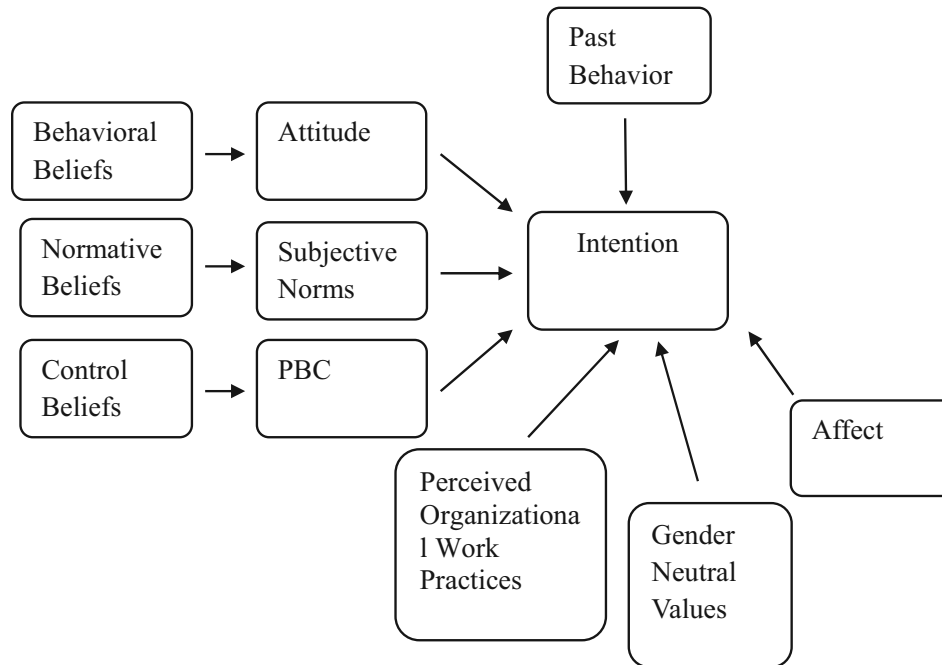 Past
Behavior
Behavioral
Beliefs
Attitude
Normative
Beliefs
Subjective
Norms
Intention
Control
Beliefs
PBC
Affect
Perceived
Organizationa
l Work
Practices
Gender
Neutral
Values